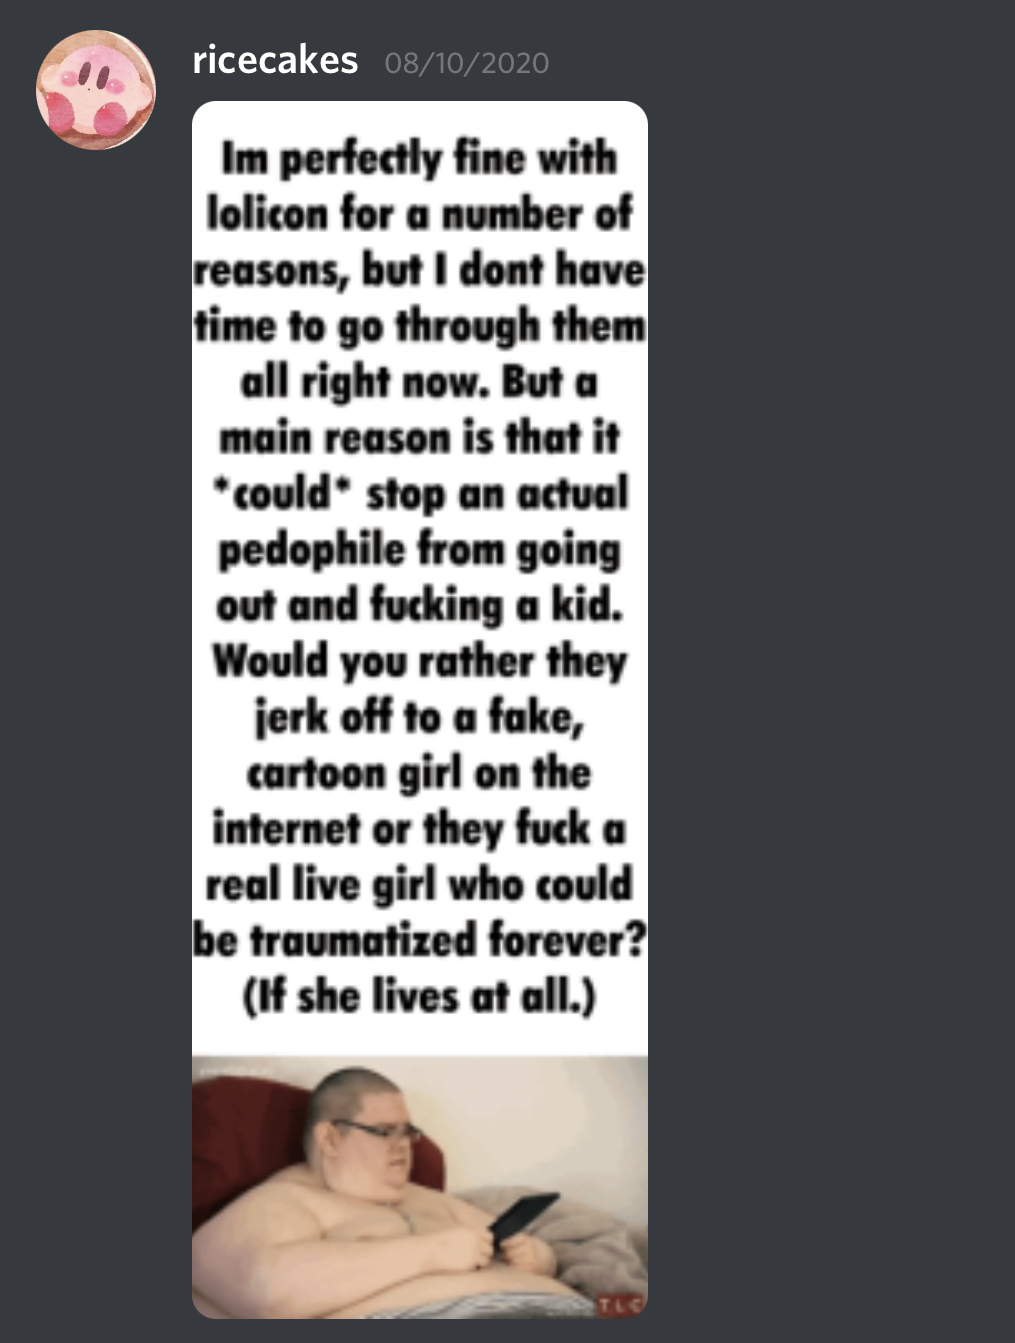 ricecakes 08/10/2020
Im perfectly fine with
lolicon for a number of
reasons, but I dont have
time to go through them
all right now. But a
main reason is that it
*could* stop an actual
pedophile from going
out and fucking a kid.
Would you rather they
jerk off to a fake,
cartoon girl on the
internet or they fuck a
real live girl who could
be traumatized forever?
(If she lives at all.)
TLC